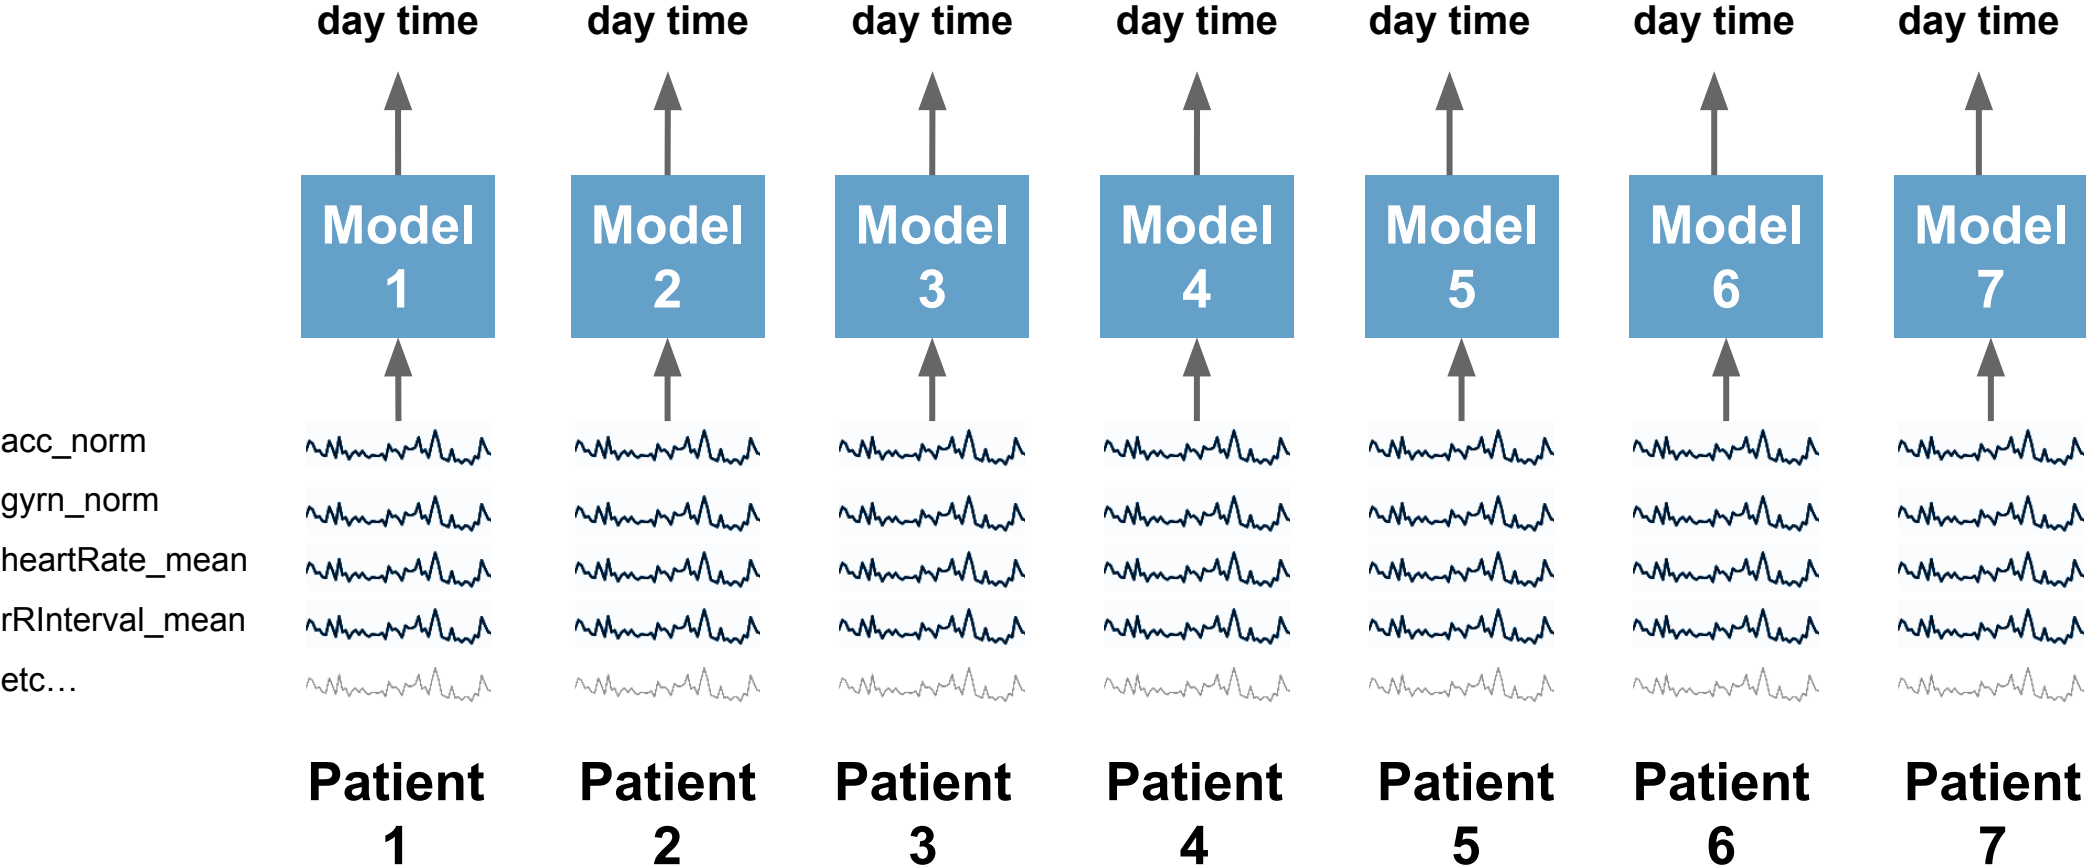 day time day time day time day time day time day time day time
Model Model Model Model Model Model Model
1 2 3 4 5 6 7
acc_norm
gyrn_norm
heartRate_mean
rRInterval_mean
etc…
Patient Patient Patient Patient Patient Patient Patient
1 2 3 4 5 6 7